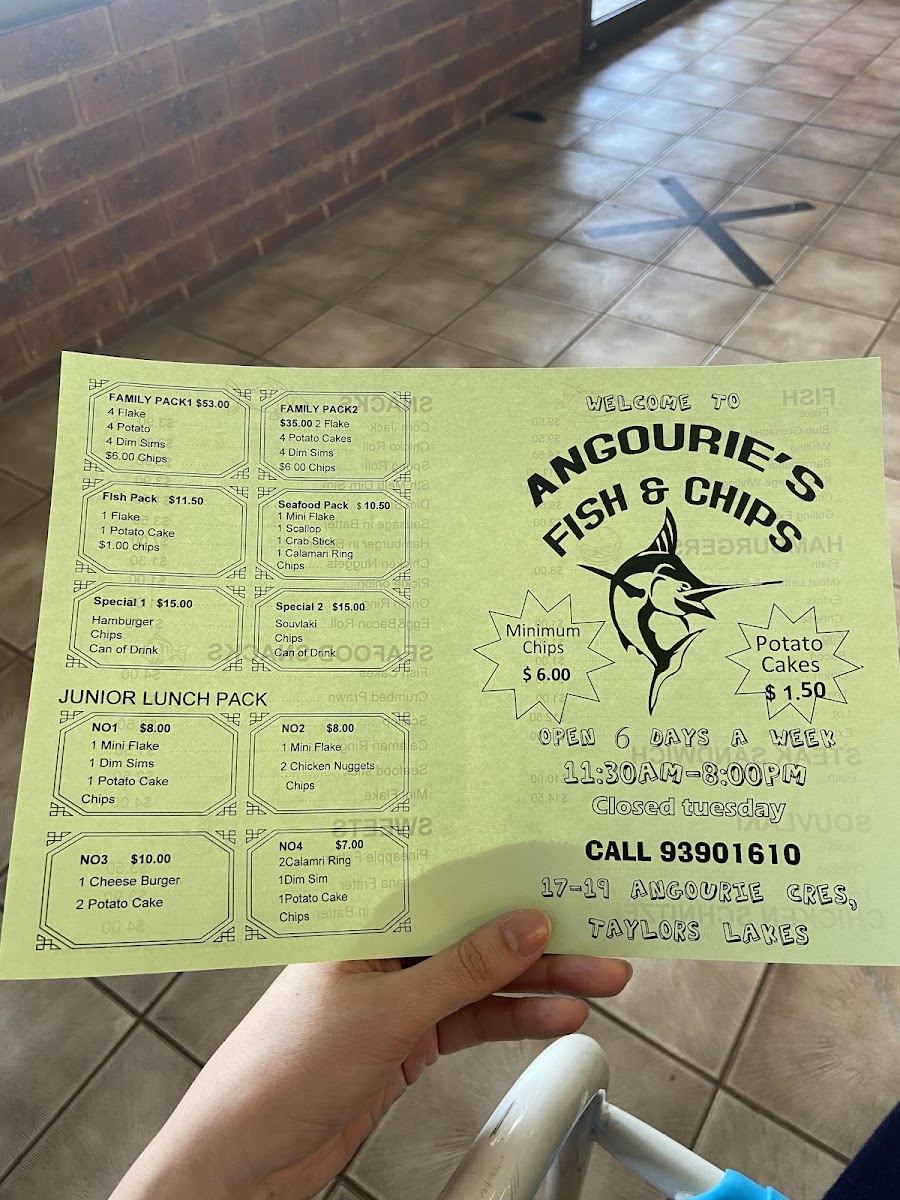 FAMILY PACK1 $53.00
4 Flake
4 Potato
4 Dim Sims
$6.00 Chips
FAMILY PACK2
$35.00 2 Flake
4 Potato Cakes
4 Dim Sims
$6.00 Chips
FIsh Pack $11.50
1 Flake
1 Potato Cake
$1.00 chips
Seafood Pack $ 10.50
1 Mini Flake
1 Scallop
1 Crab Stick
1 Calamari Ring
Chips
Special 1 $15.00
Hamburger
Chips
Can of Drink
Special 2 $15.00
Souvlaki
Chips
Can of Drink
JUNIOR LUNCH PACK
NO1 $8.00
1 Mini Flake
1 Dim Sims
1 Potato Cake
Chips
NO2 $8.00
1 Mini Flake
2 Chicken Nuggets
Chips
NO3 $10.00
1 Cheese Burger
2 Potato Cake
NO4 $7.00
2Calamri Ring
1Dim Sim
1Potato Cake
Chips
WELCOME TO
ANGOURIE'S
FISH & CHIPS
Minimum
Chips
$ 6.00
Potato
Cakes
$ 1.50
OPEN 6 DAYS A WEEK
11:30AM-8:00PM
Closed tuesday
CALL 93901610
17-19 ANGOURIE CRES,
TAYLORS LAKES